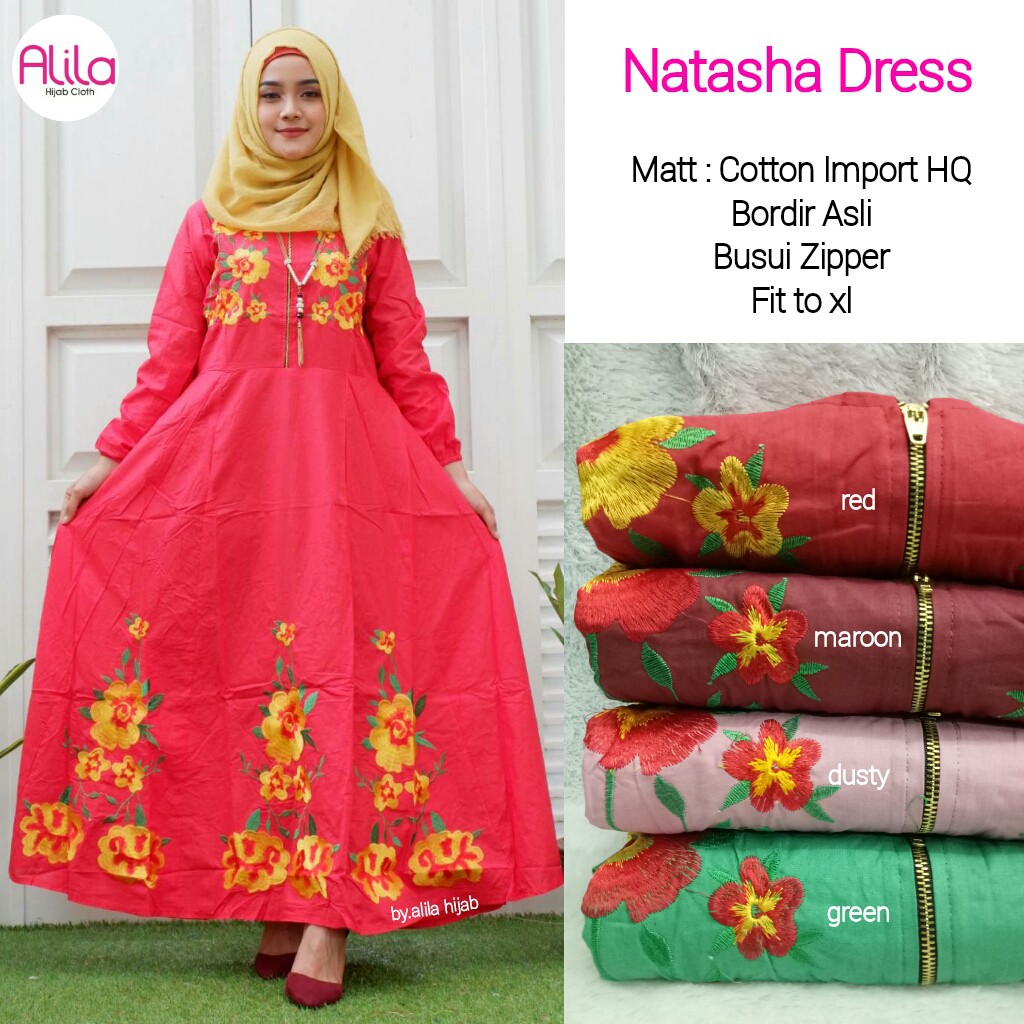 Alila
Hijab Cloth
Natasha Dress
Matt : Cotton Import HQ
Bordir Asli
Busui Zipper
Fit to xl
red
maroon
dusty
green
by.alila hijab